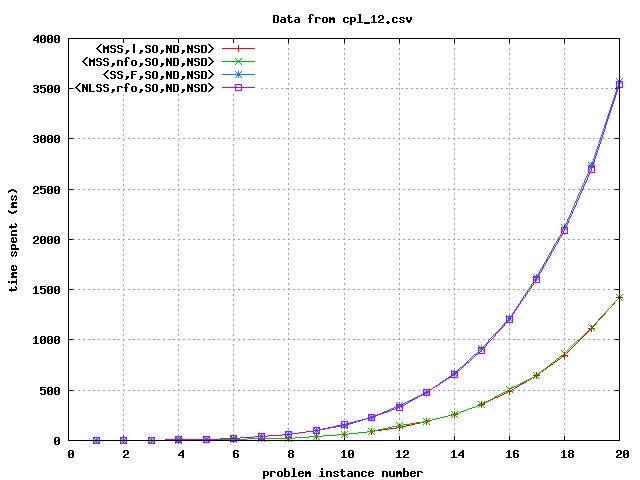 Data from cpl_12.csv
<MSS,l,SO,ND,NSD>
<MSS,nfo,SO,ND,NSD>
<SS,F,SO,ND,NSD>
<NLSS,rfo,SO,ND,NSD>
4000
3500
3000
2500
2000
1500
1000
500
0
time spent (ms)
0 2 4 6 8 10 12 14 16 18 20
problem instance number